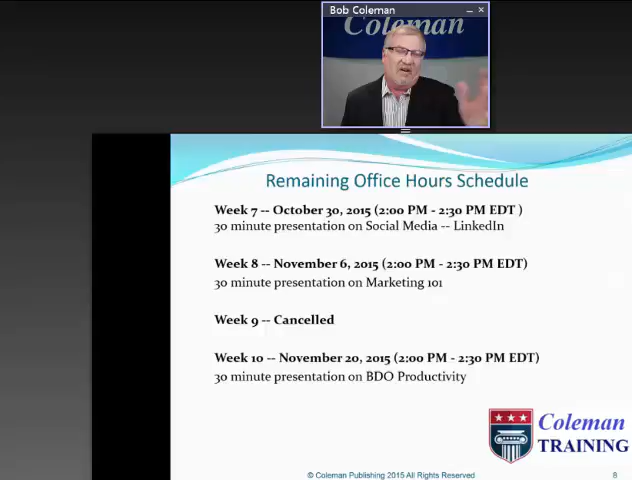 Bob Coleman
Coleman
Remaining Office Hours Schedule
Week 7 -- October 30, 2015 (2:00 PM - 2:30 PM EDT )
30 minute presentation on Social Media -- LinkedIn
Week 8 -- November 6, 2015 (2:00 PM - 2:30 PM EDT)
30 minute presentation on Marketing 101
Week 9 -- Cancelled
Week 10 -- November 20, 2015 (2:00 PM - 2:30 PM EDT)
30 minute presentation on BDO Productivity
Coleman
TRAINING
© Coleman Publishing 2015 All Rights Reserved
8